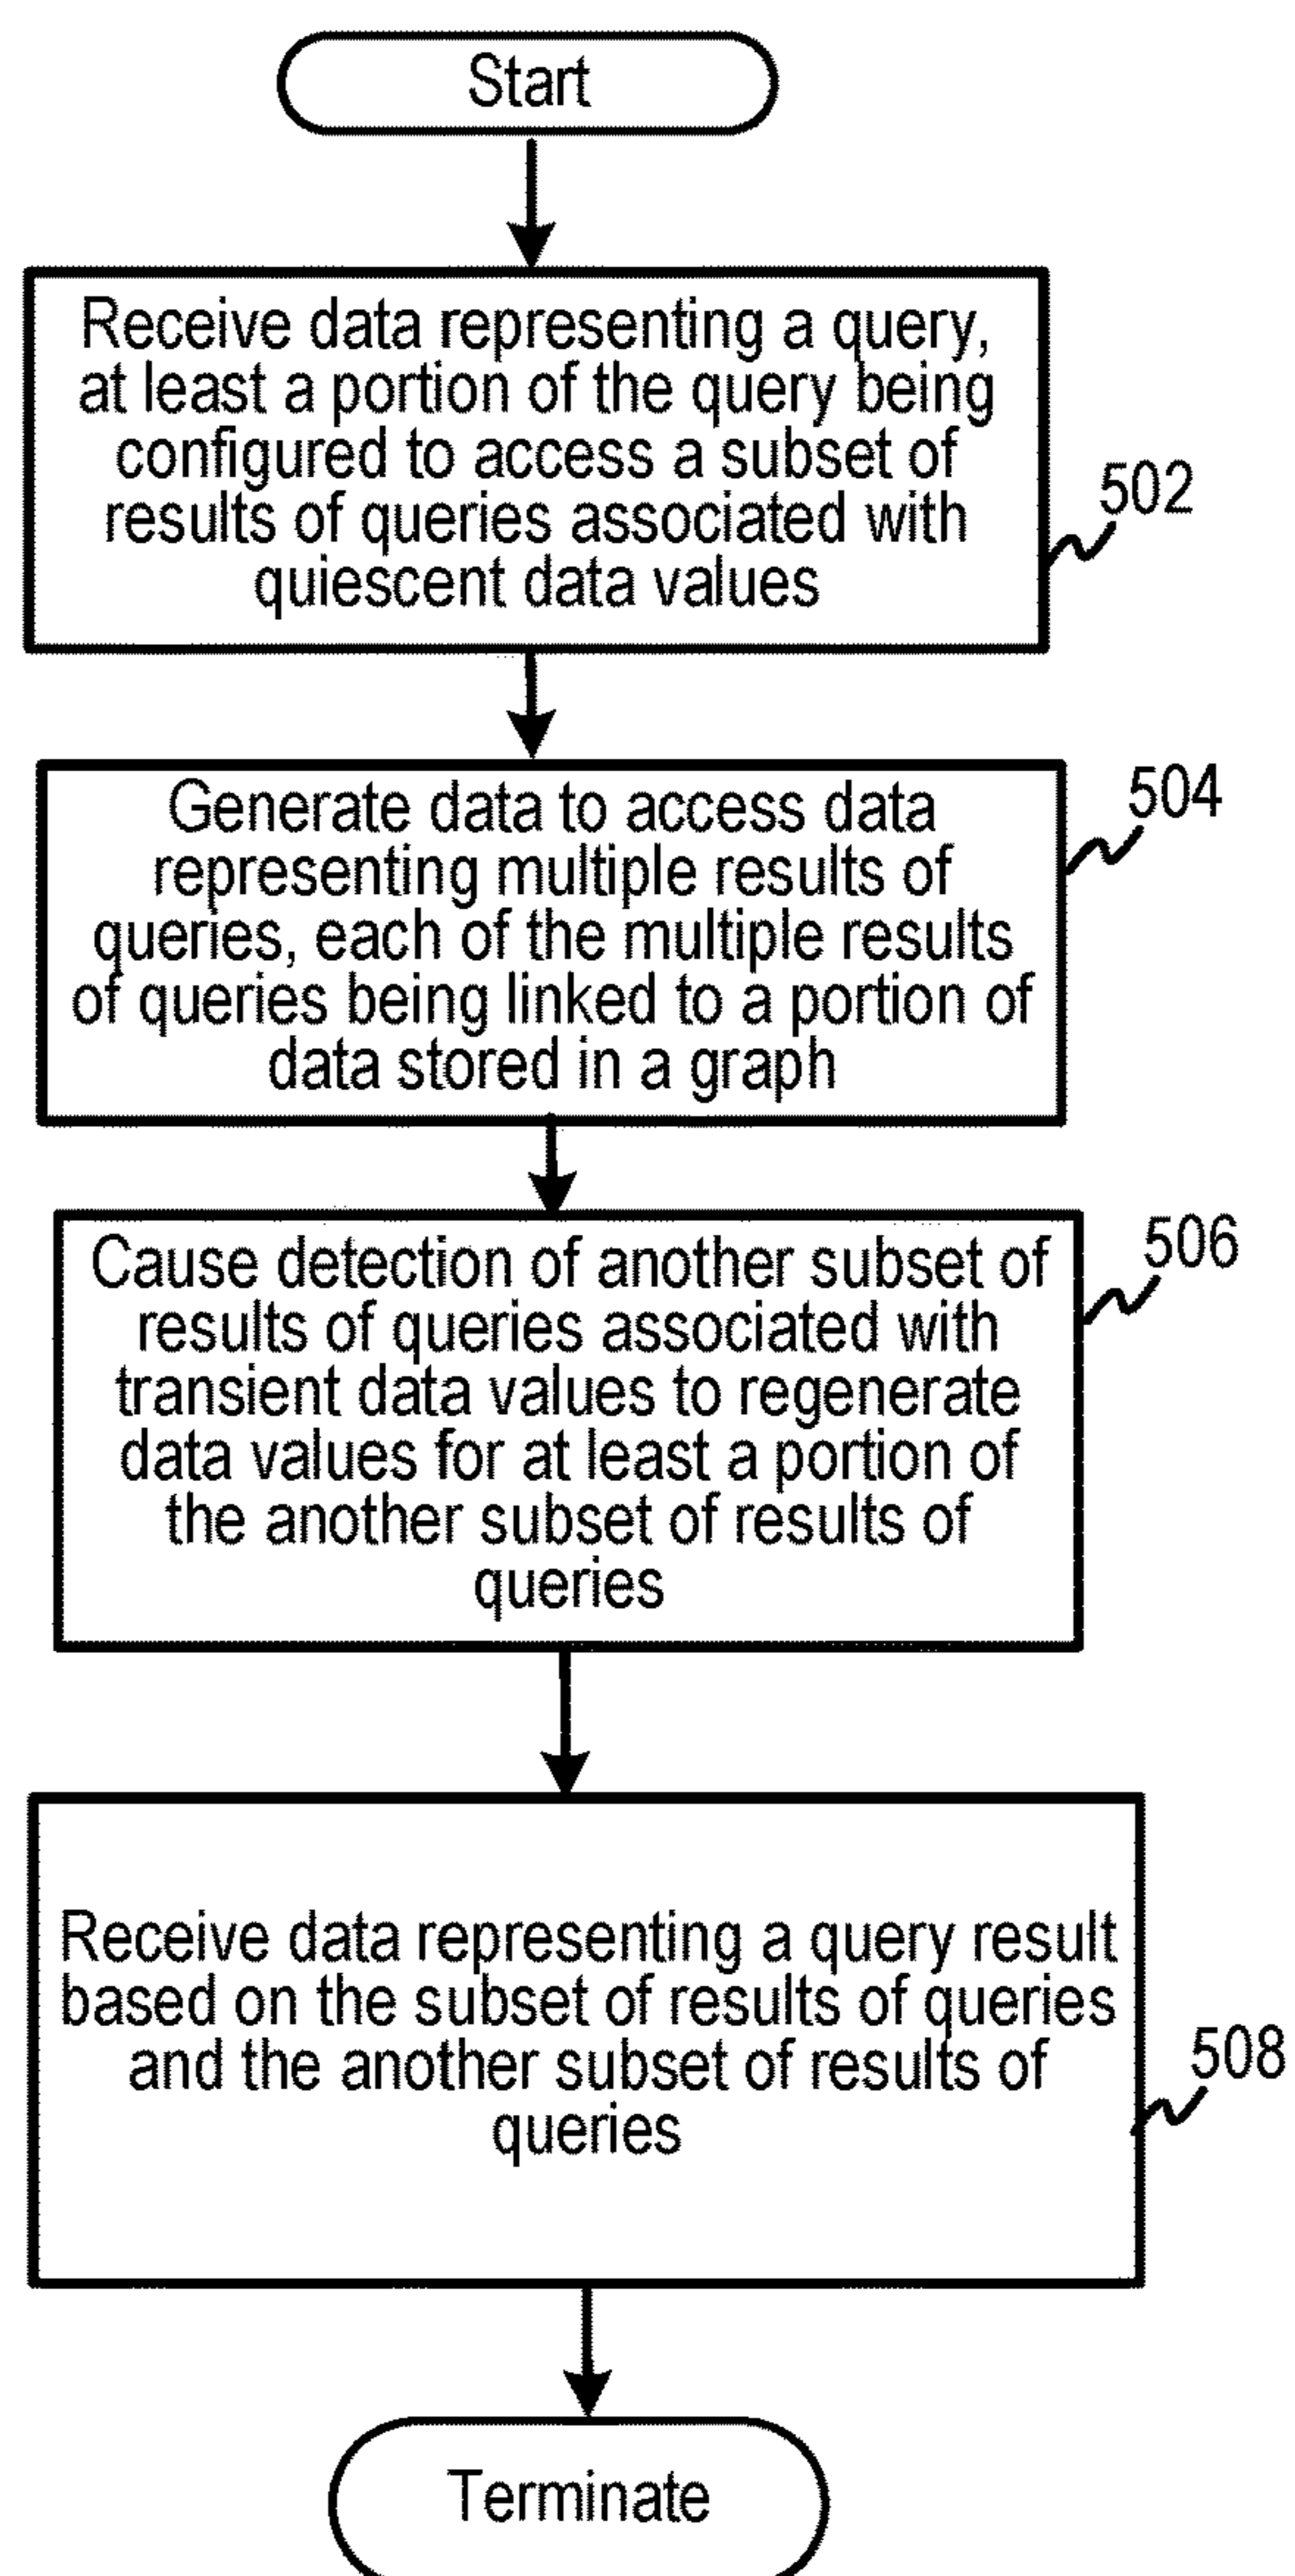 Start
Receive data representing a query,
at least a portion of the query being
configured to access a subset of
results of queries associated with
quiescent data values
502
Generate data to access data
representing multiple results of
queries, each of the multiple results
of queries being linked to a portion of
data stored in a graph
504
Cause detection of another subset of
results of queries associated with
transient data values to regenerate
data values for at least a portion of
the another subset of results of
queries
506
Receive data representing a query result
based on the subset of results of queries
and the another subset of results of
queries
508
Terminate